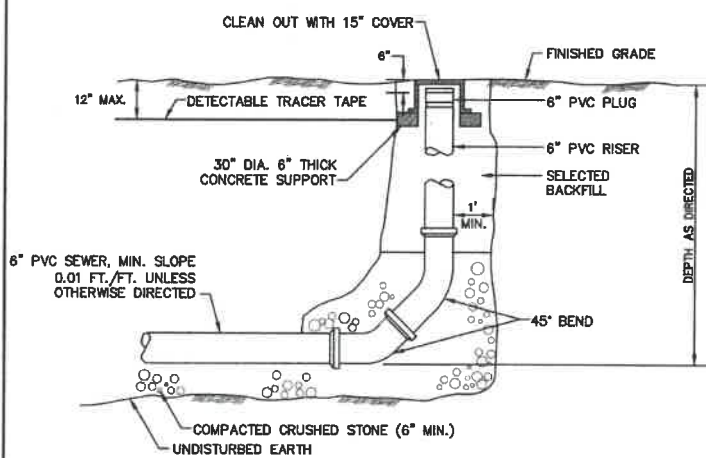 CLEAN OUT WITH 15" COVER
6"
FINISHED GRADE
12" MAX.
DETECTABLE TRACER TAPE
6" PVC PLUG
30" DIA. 6" THICK
CONCRETE SUPPORT
6" PVC RISER
SELECTED
BACKFILL
1'
MIN.
DEPTH AS DIRECTED
6" PVC SEWER, MIN. SLOPE
0.01 FT./FT. UNLESS
OTHERWISE DIRECTED
45° BEND
COMPACTED CRUSHED STONE (6" MIN.)
UNDISTURBED EARTH